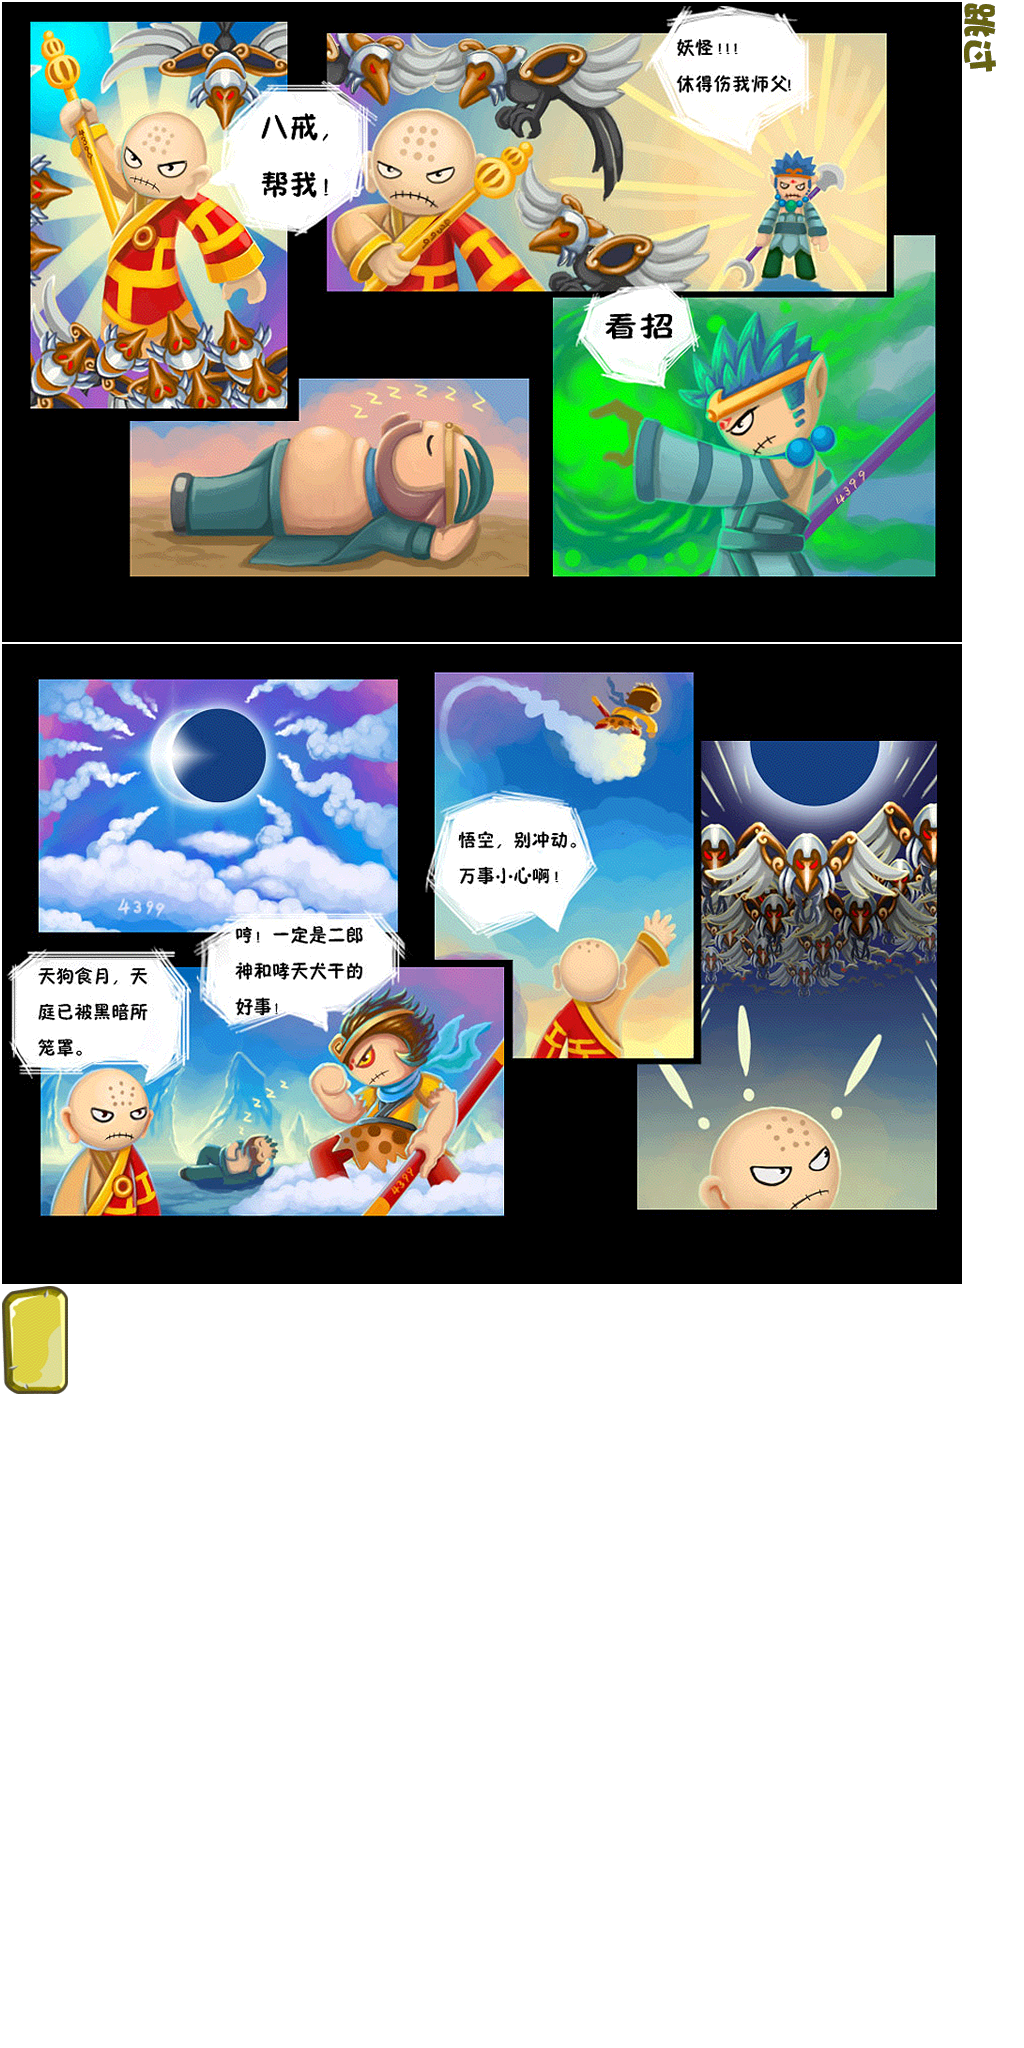 八戒，
帮我！
妖怪！！！
休得伤我师父！
看招
z z z z z z z
4399
跳过
4399
悟空，别冲动。
万事小心啊！
天狗食月，天
庭已被黑暗所
笼罩。
哼！一定是二郎
神和哮天犬干的
好事！
z z z z z
4399